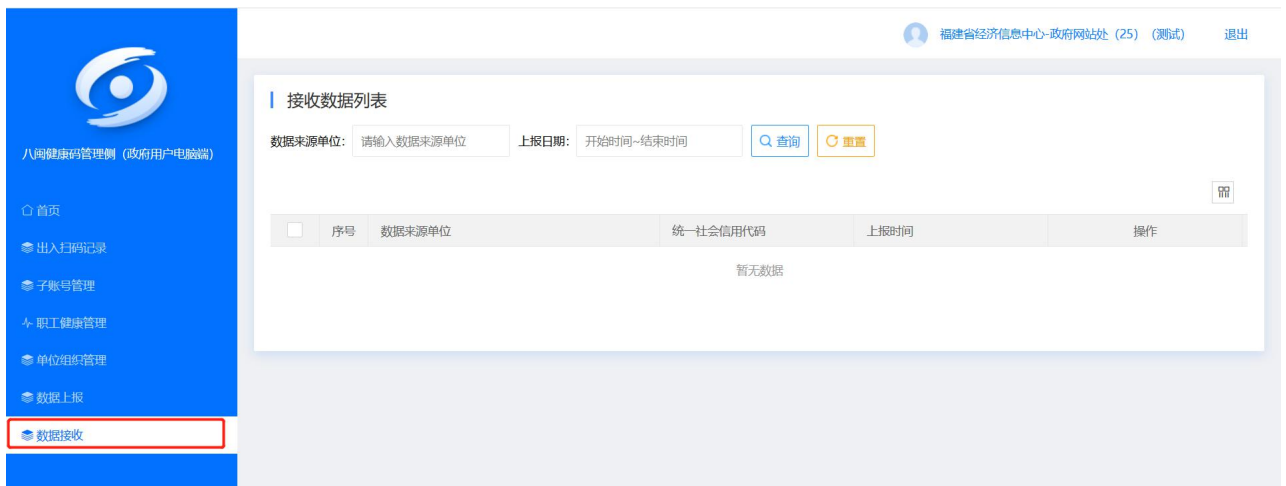 福建省经济信息中心-政府网站处（25）（测试） 退出
八闽健康码管理侧（政府用户电脑端）
首页
出入扫码记录
子账号管理
职工健康管理
单位组织管理
数据上报
数据接收
接收数据列表
数据来源单位： 请输入数据来源单位 上报日期： 开始时间~结束时间 查询 重置
序号 数据来源单位 统一社会信用代码 上报时间 操作
暂无数据